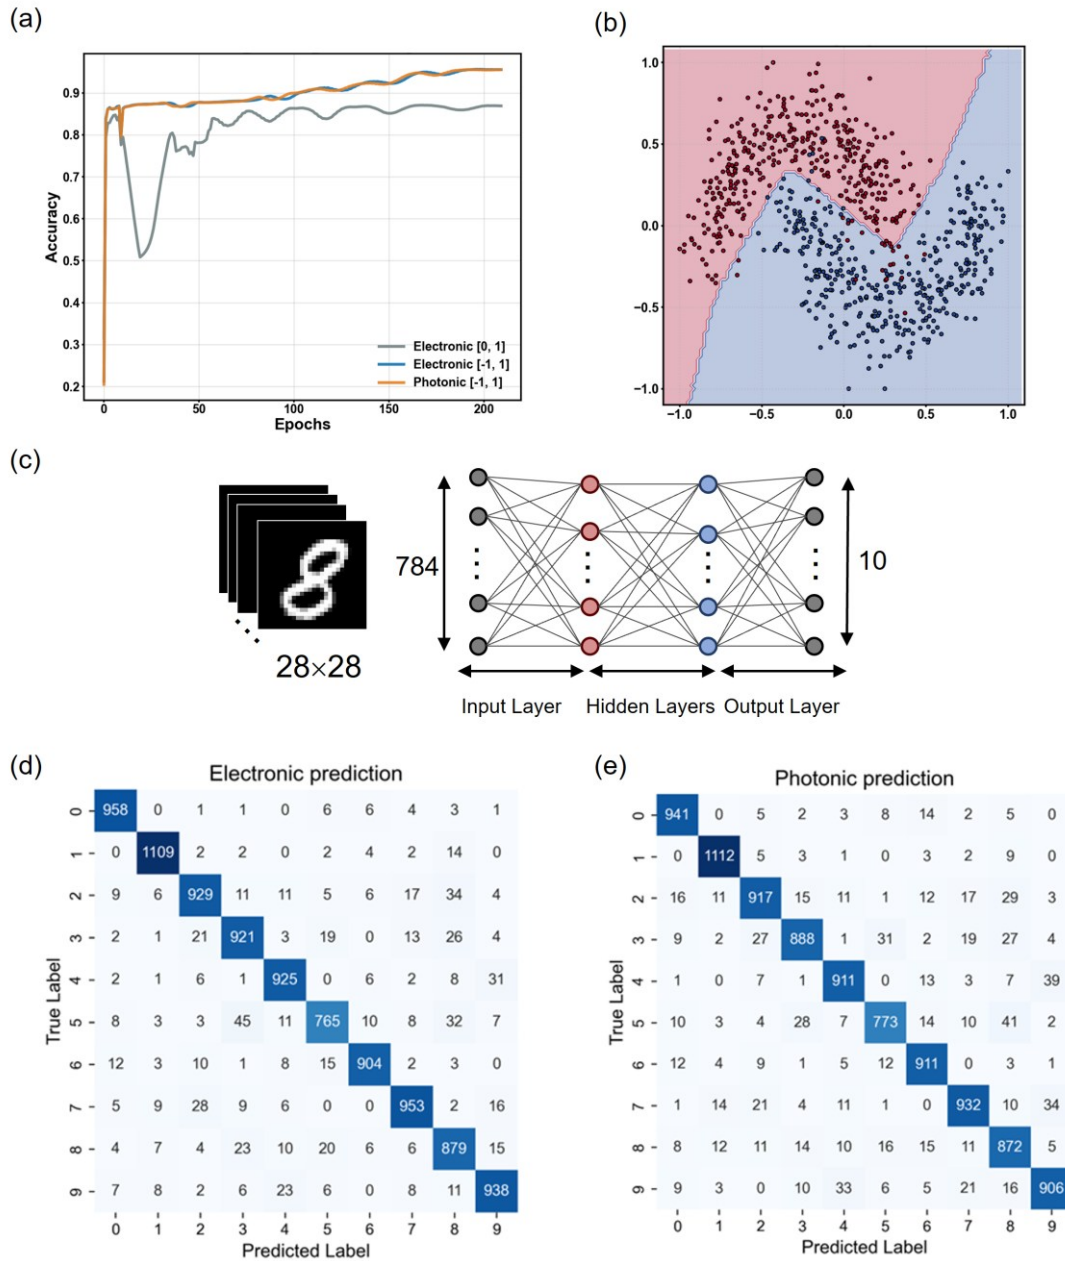 (a)
0.9
0.8
0.7
0.6
0.5
0.4
0.3
0.2
Accuracy
0 50 100 150 200
Epochs
Electronic [0, 1]
Electronic [-1, 1]
Photonic [-1, 1]
(b)
1.0
0.5
0.0
−0.5
−1.0
−1.0 −0.5 0.0 0.5 1.0
(c)
28×28
784
10
Input Layer Hidden Layers Output Layer
(d)
Electronic prediction
True Label
0 958 0 1 1 0 6 6 4 3 1
1 0 1109 2 2 0 2 4 2 14 0
2 9 6 929 11 11 5 6 17 34 4
3 2 1 21 921 3 19 0 13 26 4
4 2 1 6 1 925 0 6 2 8 31
5 8 3 3 45 11 765 10 8 32 7
6 12 3 10 1 8 15 904 2 3 0
7 5 9 28 9 6 0 0 953 2 16
8 4 7 4 23 10 20 6 6 879 15
9 7 8 2 6 23 6 0 8 11 938
0 1 2 3 4 5 6 7 8 9
Predicted Label
(e)
Photonic prediction
True Label
0 941 0 5 2 3 8 14 2 5 0
1 0 1112 5 3 1 0 3 2 9 0
2 16 11 917 15 11 1 12 17 29 3
3 9 2 27 888 1 31 2 19 27 4
4 1 0 7 1 911 0 13 3 7 39
5 10 3 4 28 7 773 14 10 41 2
6 12 4 9 1 5 12 911 0 3 1
7 1 14 21 4 11 1 0 932 10 34
8 8 12 11 14 10 16 15 11 872 5
9 9 3 0 10 33 6 5 21 16 906
0 1 2 3 4 5 6 7 8 9
Predicted Label